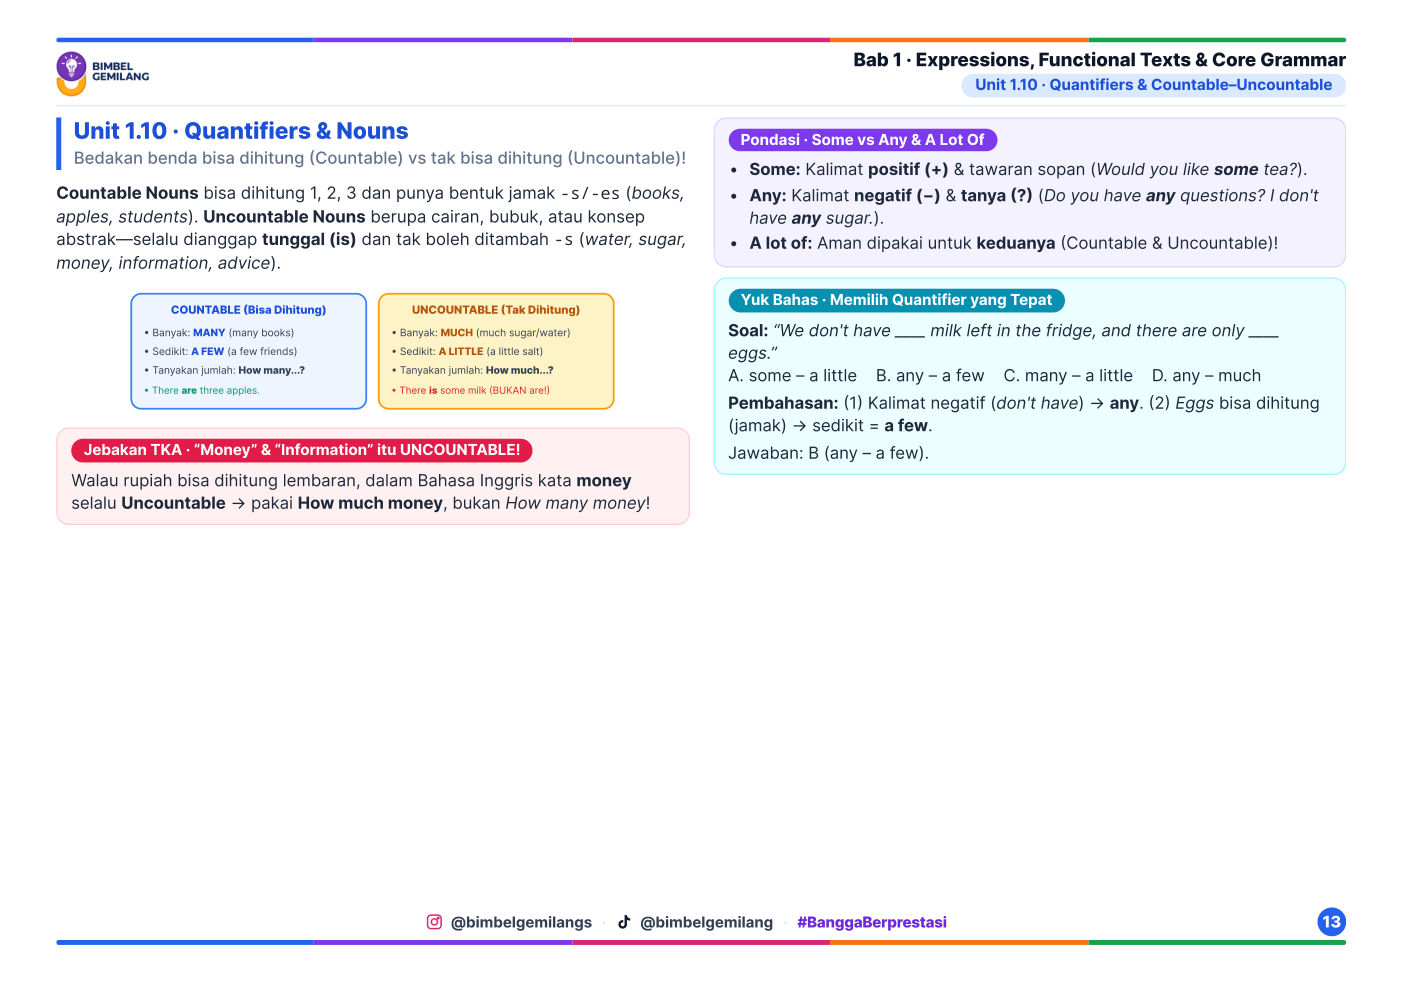 BIMBEL
GEMILANG
Bab 1 · Expressions, Functional Texts & Core Grammar
Unit 1.10 · Quantifiers & Countable–Uncountable
Unit 1.10 · Quantifiers & Nouns
Bedakan benda bisa dihitung (Countable) vs tak bisa dihitung (Uncountable)!
Countable Nouns bisa dihitung 1, 2, 3 dan punya bentuk jamak -s/-es (books,
apples, students). Uncountable Nouns berupa cairan, bubuk, atau konsep
abstrak—selalu dianggap tunggal (is) dan tak boleh ditambah -s (water, sugar,
money, information, advice).
COUNTABLE (Bisa Dihitung)
• Banyak: MANY (many books)
• Sedikit: A FEW (a few friends)
• Tanyakan jumlah: How many...?
• There are three apples.
UNCOUNTABLE (Tak Dihitung)
• Banyak: MUCH (much sugar/water)
• Sedikit: A LITTLE (a little salt)
• Tanyakan jumlah: How much...?
• There is some milk (BUKAN are!)
Jebakan TKA · “Money” & “Information” itu UNCOUNTABLE!
Walau rupiah bisa dihitung lembaran, dalam Bahasa Inggris kata money
selalu Uncountable → pakai How much money, bukan How many money!
Pondasi · Some vs Any & A Lot Of
• Some: Kalimat positif (+) & tawaran sopan (Would you like some tea?).
• Any: Kalimat negatif (−) & tanya (?) (Do you have any questions? I don't
have any sugar.).
• A lot of: Aman dipakai untuk keduanya (Countable & Uncountable)!
Yuk Bahas · Memilih Quantifier yang Tepat
Soal: “We don't have ____ milk left in the fridge, and there are only ____
eggs.”
A. some – a little B. any – a few C. many – a little D. any – much
Pembahasan: (1) Kalimat negatif (don't have) → any. (2) Eggs bisa dihitung
(jamak) → sedikit = a few.
Jawaban: B (any – a few).
@bimbelgemilangs · @bimbelgemilang · #BanggaBerprestasi
13